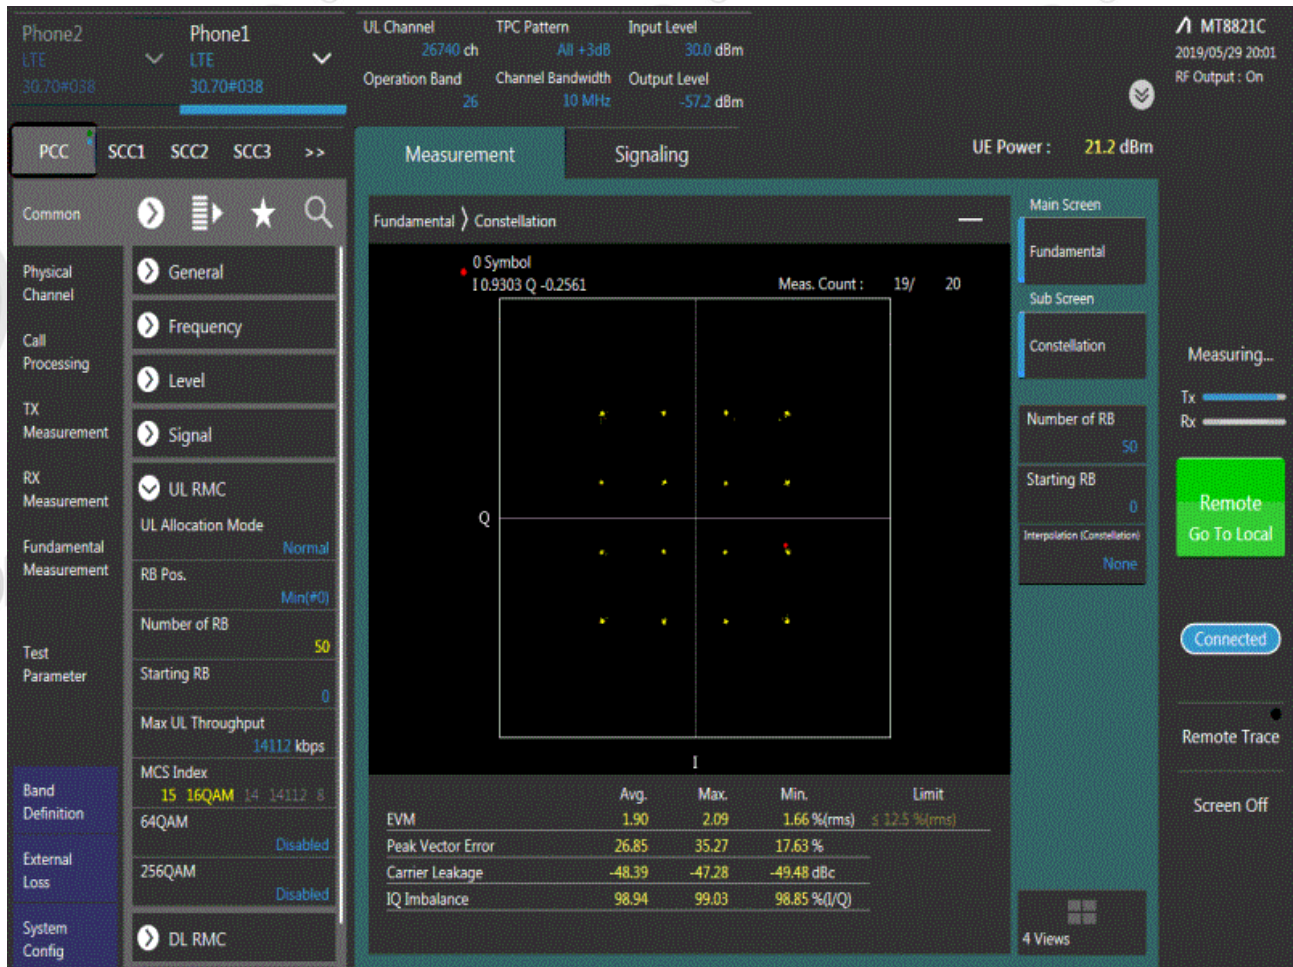 Phone2
LTE
30.70#038
Phone1
LTE
30.70#038
UL Channel
26740 ch
TPC Pattern
All +3dB
Input Level
30.0 dBm
Operation Band
26
Channel Bandwidth
10 MHz
Output Level
-57.2 dBm
MT8821C
2019/05/29 20:01
RF Output : On
PCC
SCC1
SCC2
SCC3
>>
Measurement
Signaling
UE Power : 21.2 dBm
Common
Physical
Channel
Call
Processing
TX
Measurement
RX
Measurement
Fundamental
Measurement
Test
Parameter
Band
Definition
External
Loss
System
Config
General
Frequency
Level
Signal
UL RMC
UL Allocation Mode
Normal
RB Pos.
Min(#0)
Number of RB
50
Starting RB
0
Max UL Throughput
14112 kbps
MCS Index
15 16QAM 14 14112 8
64QAM
Disabled
256QAM
Disabled
DL RMC
Fundamental 〉Constellation
0 Symbol
I 0.9303 Q -0.2561
Meas. Count : 19/ 20
Q
I
Avg. Max. Min. Limit
EVM 1.90 2.09 1.66 %(rms) ≤ 12.5 %(rms)
Peak Vector Error 26.85 35.27 17.63 %
Carrier Leakage -48.39 -47.28 -49.48 dBc
IQ Imbalance 98.94 99.03 98.85 %(I/Q)
Main Screen
Fundamental
Sub Screen
Constellation
Number of RB
50
Starting RB
0
Interpolation (Constellation)
None
4 Views
Measuring...
Tx
Rx
Remote
Go To Local
Connected
Remote Trace
Screen Off